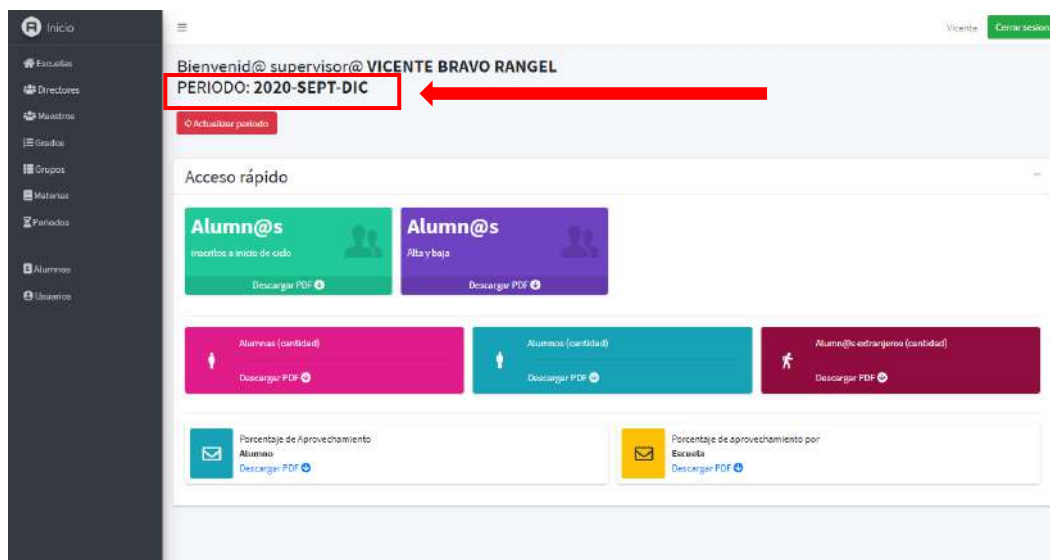 Inicio
Vicente
Cerrar sesion
Escuelas
Directores
Maestros
Grados
Grupos
Materias
Periodos
Alumnos
Usuarios
Bienvenid@ supervisor@ VICENTE BRAVO RANGEL
PERIODO: 2020-SEPT-DIC
Actualizar periodo
Acceso rápido
Alumn@s
Inscritos a inicio de ciclo
Descargar PDF
Alumn@s
Alta y baja
Descargar PDF
Alumnas (cantidad)
Descargar PDF
Alumnos (cantidad)
Descargar PDF
Alumn@s extranjeros (cantidad)
Descargar PDF
Porcentaje de Aprovechamiento
Alumno
Descargar PDF
Porcentaje de aprovechamiento por
Escuela
Descargar PDF